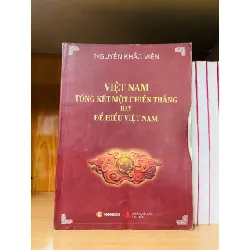 NGUYỄN KHẮC VIỆN
VIỆT NAM
TỔNG KẾT MỘT CHIẾN THẮNG
HAY
ĐỂ HIỂU VIỆT NAM